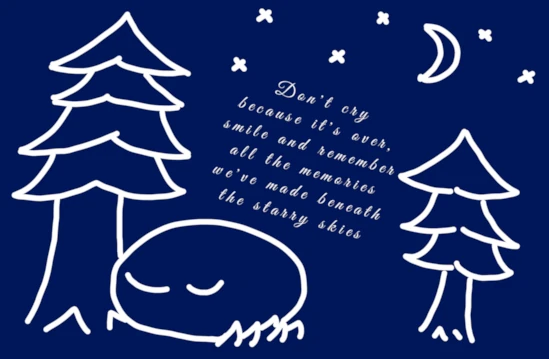 Don't cry
because it's over,
smile and remember
all the memories
we've made beneath
the starry skies